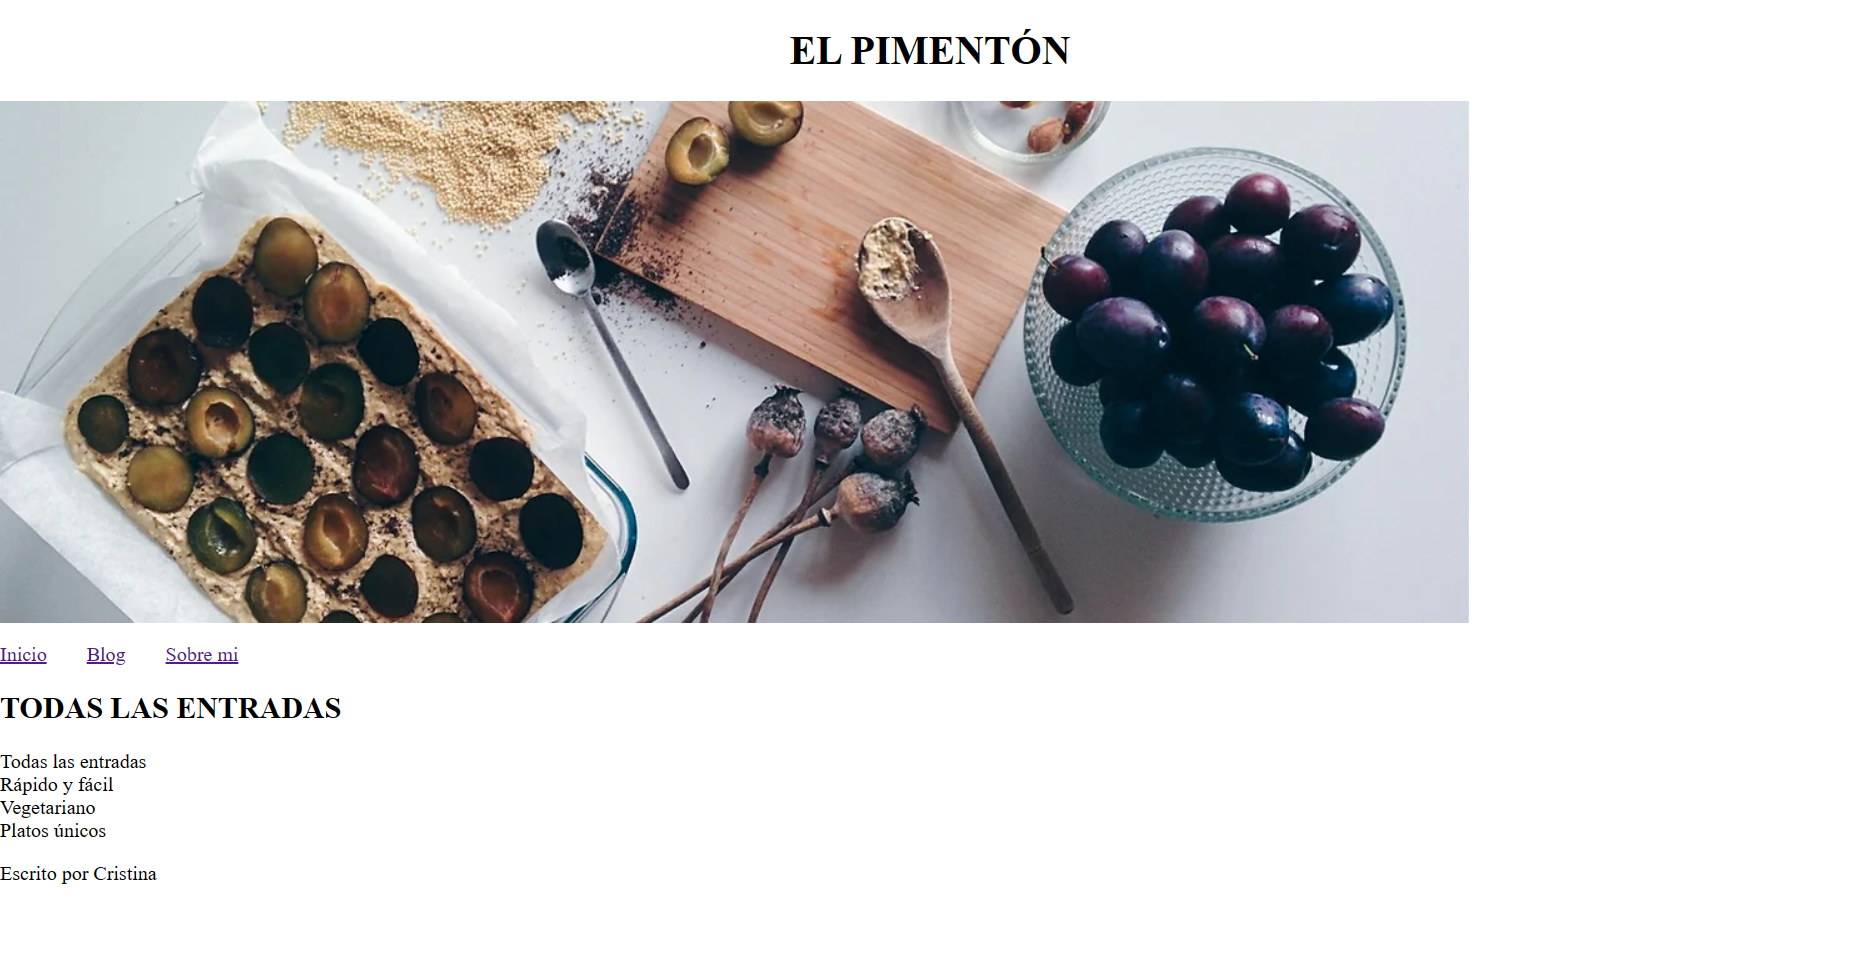 EL PIMENTÓN
Inicio Blog Sobre mi
TODAS LAS ENTRADAS
Todas las entradas
Rápido y fácil
Vegetariano
Platos únicos
Escrito por Cristina